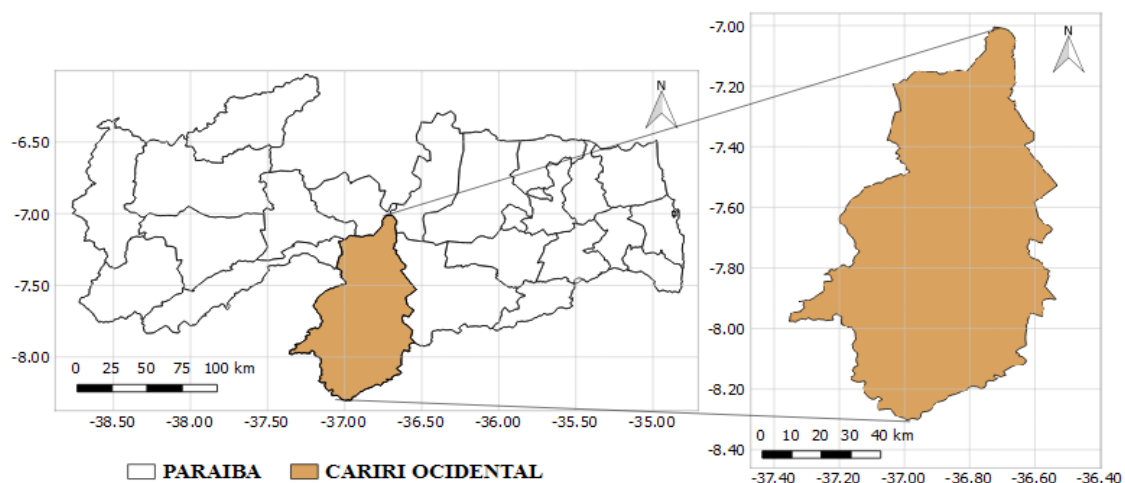 N
-6.50
-7.00
-7.50
-8.00
0 25 50 75 100 km
-38.50 -38.00 -37.50 -37.00 -36.50 -36.00 -35.50 -35.00
N
-7.00
-7.20
-7.40
-7.60
-7.80
-8.00
-8.20
-8.40
0 10 20 30 40 km
-37.40 -37.20 -37.00 -36.80 -36.60 -36.40
PARAIBA CARIRI OCIDENTAL